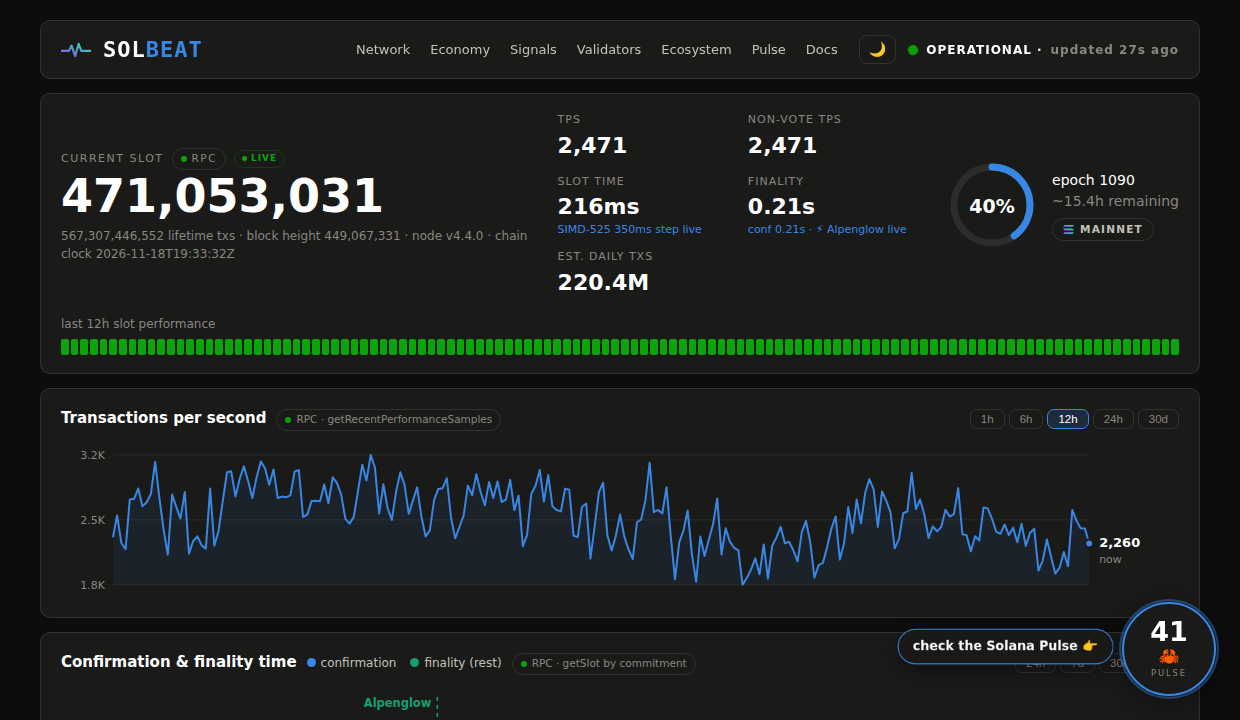 SOLBEAT
Network Economy Signals Validators Ecosystem Pulse Docs 🌙 OPERATIONAL · updated 27s ago
CURRENT SLOT RPC LIVE
471,053,031
567,307,446,552 lifetime txs · block height 449,067,331 · node v4.4.0 · chain
clock 2026-11-18T19:33:32Z
TPS
2,471
NON-VOTE TPS
2,471
SLOT TIME
216ms
SIMD-525 350ms step live
FINALITY
0.21s
conf 0.21s · ⚡ Alpenglow live
EST. DAILY TXS
220.4M
40%
epoch 1090
~15.4h remaining
MAINNET
last 12h slot performance
Transactions per second RPC · getRecentPerformanceSamples
1h 6h 12h 24h 30d
3.2K
2.5K
1.8K
2,260
now
Confirmation & finality time confirmation finality (rest) RPC · getSlot by commitment
Alpenglow
check the Solana Pulse 👉
41
🦀
PULSE